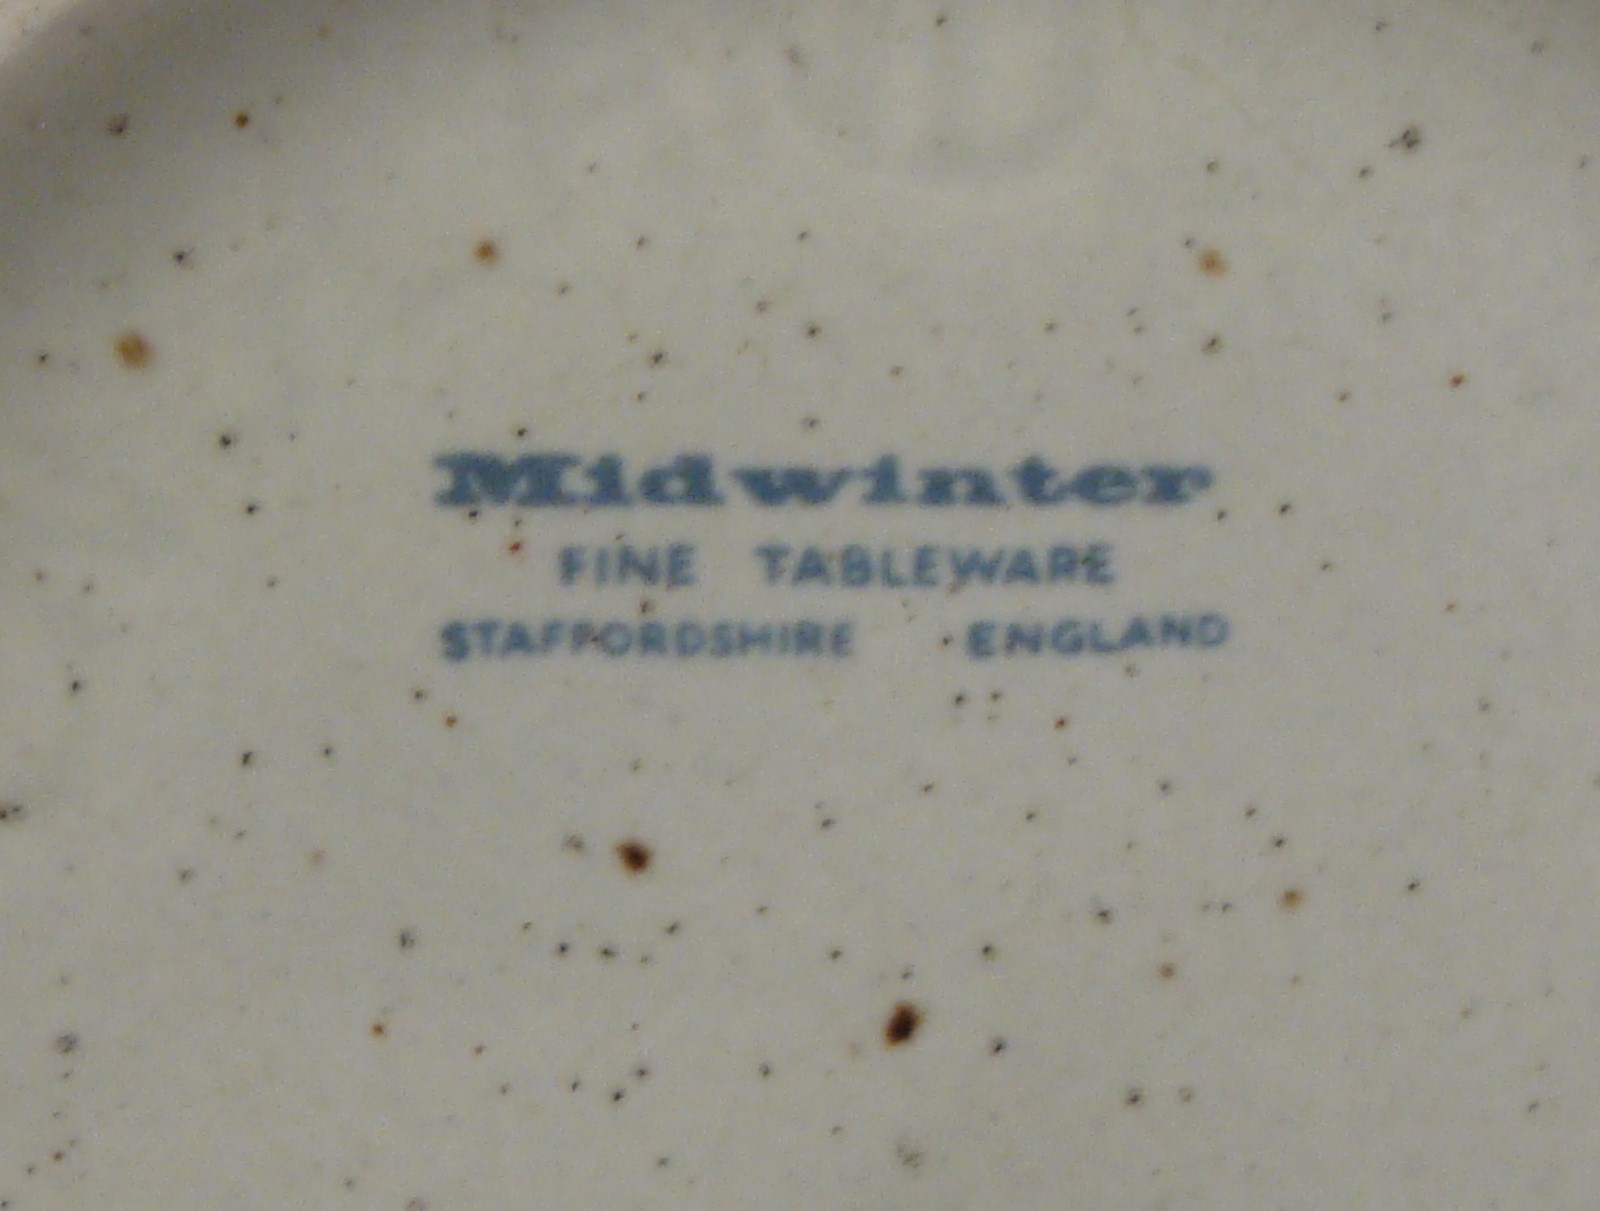 Midwinter
FINE TABLEWARE
STAFFORDSHIRE ENGLAND